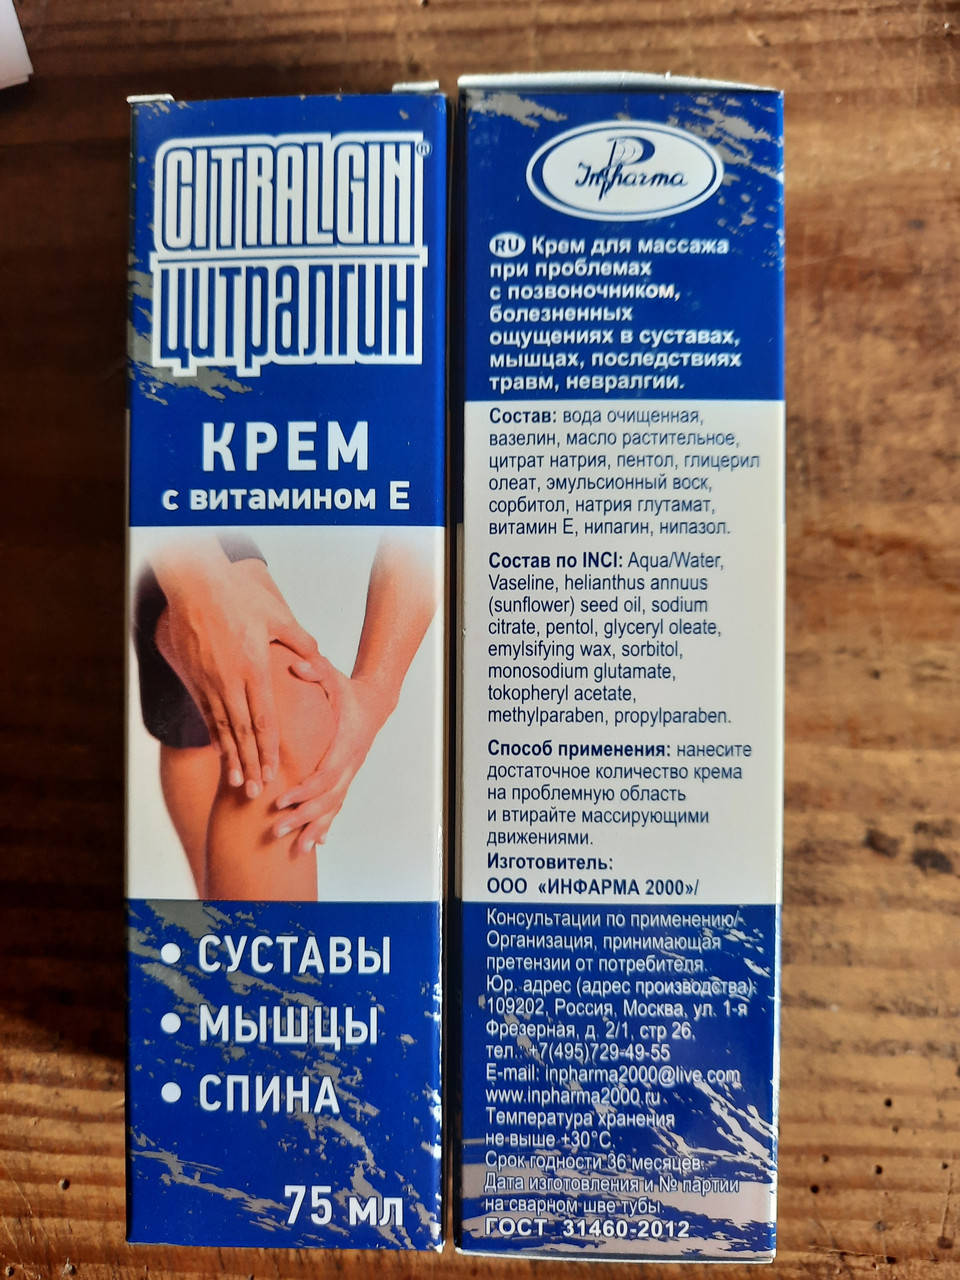 CITRALGIN®
ЦИТРАЛГИН
КРЕМ
с витамином Е
• СУСТАВЫ
• МЫШЦЫ
• СПИНА
75 мл
Inpharma
RU Крем для массажа
при проблемах
с позвоночником,
болезненных
ощущениях в суставах,
мышцах, последствиях
травм, невралгии.
Состав: вода очищенная,
вазелин, масло растительное,
цитрат натрия, пентол, глицерил
олеат, эмульсионный воск,
сорбитол, натрия глутамат,
витамин Е, нипагин, нипазол.
Состав по INCI: Aqua/Water,
Vaseline, helianthus annuus
(sunflower) seed oil, sodium
citrate, pentol, glyceryl oleate,
emylsifying wax, sorbitol,
monosodium glutamate,
tokopheryl acetate,
methylparaben, propylparaben.
Способ применения: нанесите
достаточное количество крема
на проблемную область
и втирайте массирующими
движениями.
Изготовитель:
ООО «ИНФАРМА 2000»/
Консультации по применению/
Организация, принимающая
претензии от потребителя.
Юр. адрес (адрес производства):
109202, Россия, Москва, ул. 1-я
Фрезерная, д. 2/1, стр 26.
тел.: +7(495)729-49-55
E-mail: inpharma2000@live.com
www.inpharma2000.ru
Температура хранения
не выше +30°С.
Срок годности 36 месяцев.
Дата изготовления и № партии
на сварном шве тубы.
ГОСТ 31460-2012